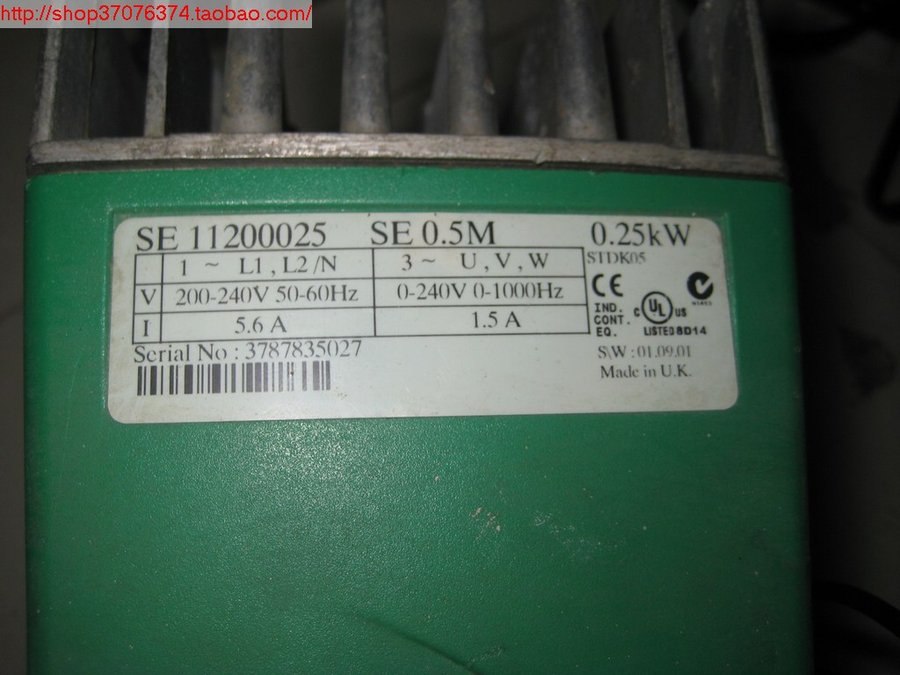 http://shop37076374.taobao.com/
SE 11200025 SE 0.5M 0.25kW
STDK05
1 ~ L1 , L2 /N 3 ~ U , V , W
V 200-240V 50-60Hz 0-240V 0-1000Hz
I 5.6 A 1.5 A
CE
IND.
CONT.
EQ.
c UL us
LISTED 8D14
Serial No : 3787835027
S\W : 01.09.01
Made in U.K.